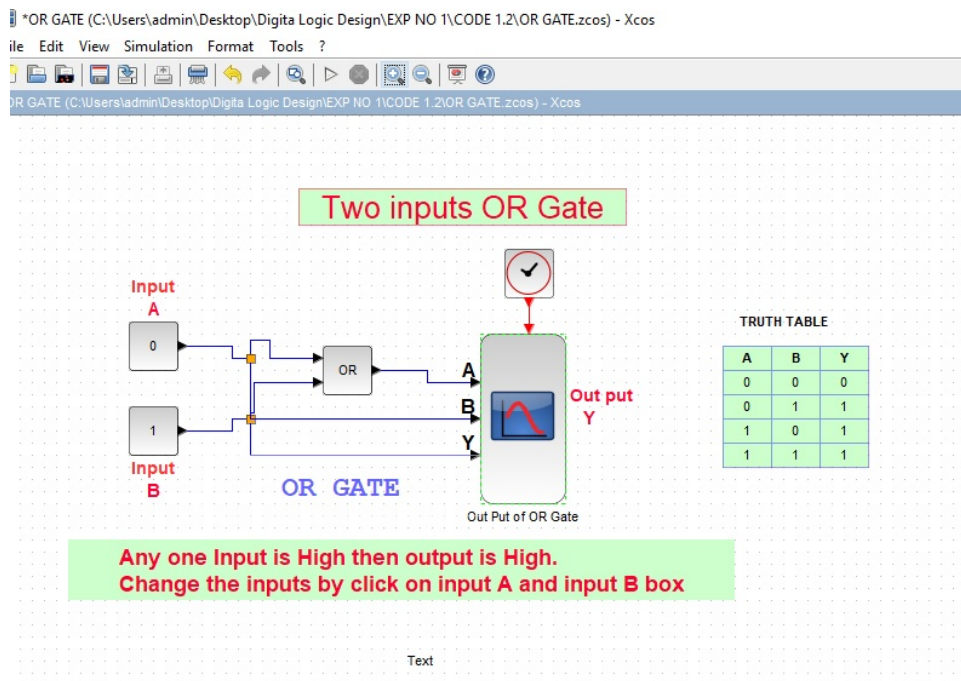 *OR GATE (C:\Users\admin\Desktop\Digita Logic Design\EXP NO 1\CODE 1.2\OR GATE.zcos) - Xcos
ile Edit View Simulation Format Tools ?
OR GATE (C:\Users\admin\Desktop\Digita Logic Design\EXP NO 1\CODE 1.2\OR GATE.zcos) - Xcos
Two inputs OR Gate
Input
A
0
OR
1
Input
B
A
B
Y
Out put
Y
OR GATE
Out Put of OR Gate
TRUTH TABLE
A B Y
0 0 0
0 1 1
1 0 1
1 1 1
Any one Input is High then output is High.
Change the inputs by click on input A and input B box
Text